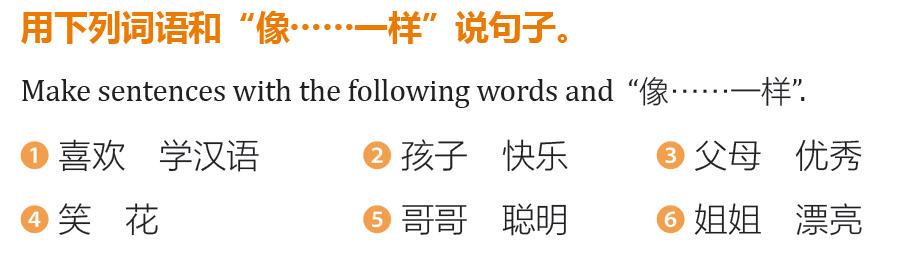 用下列词语和“像……一样”说句子。
Make sentences with the following words and “像……一样”.
1 喜欢 学汉语 2 孩子 快乐 3 父母 优秀
4 笑 花 5 哥哥 聪明 6 姐姐 漂亮